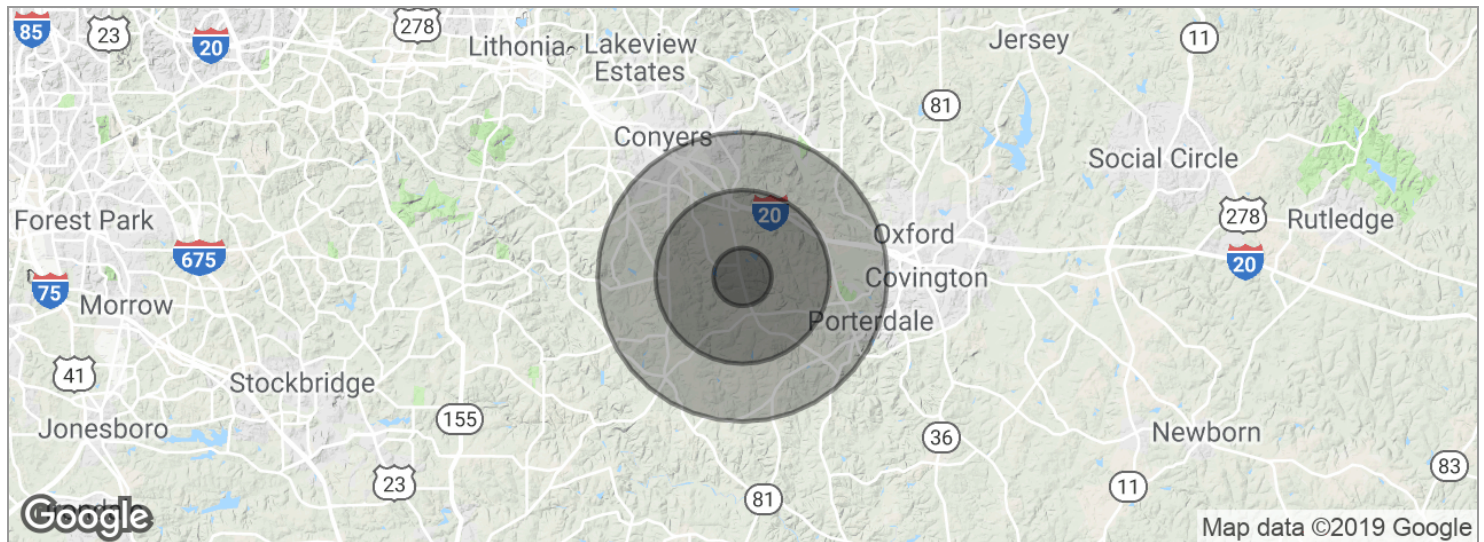 85
23
20
278
Lithonia
Lakeview
Estates
Jersey
11
81
Conyers
Social Circle
20
278
Rutledge
Forest Park
675
Oxford
20
75
Morrow
Covington
Porterdale
41
Stockbridge
155
Jonesboro
36
Newborn
83
23
81
11
Google
Map data ©2019 Google